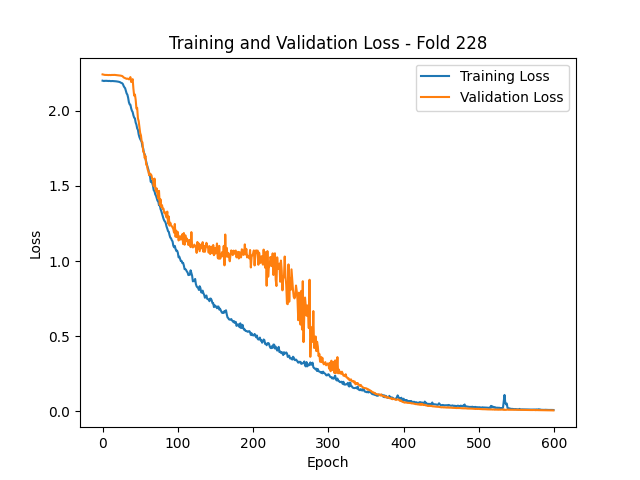 Training and Validation Loss - Fold 228
Training Loss
Validation Loss
Loss
2.0
1.5
1.0
0.5
0.0
0 100 200 300 400 500 600
Epoch